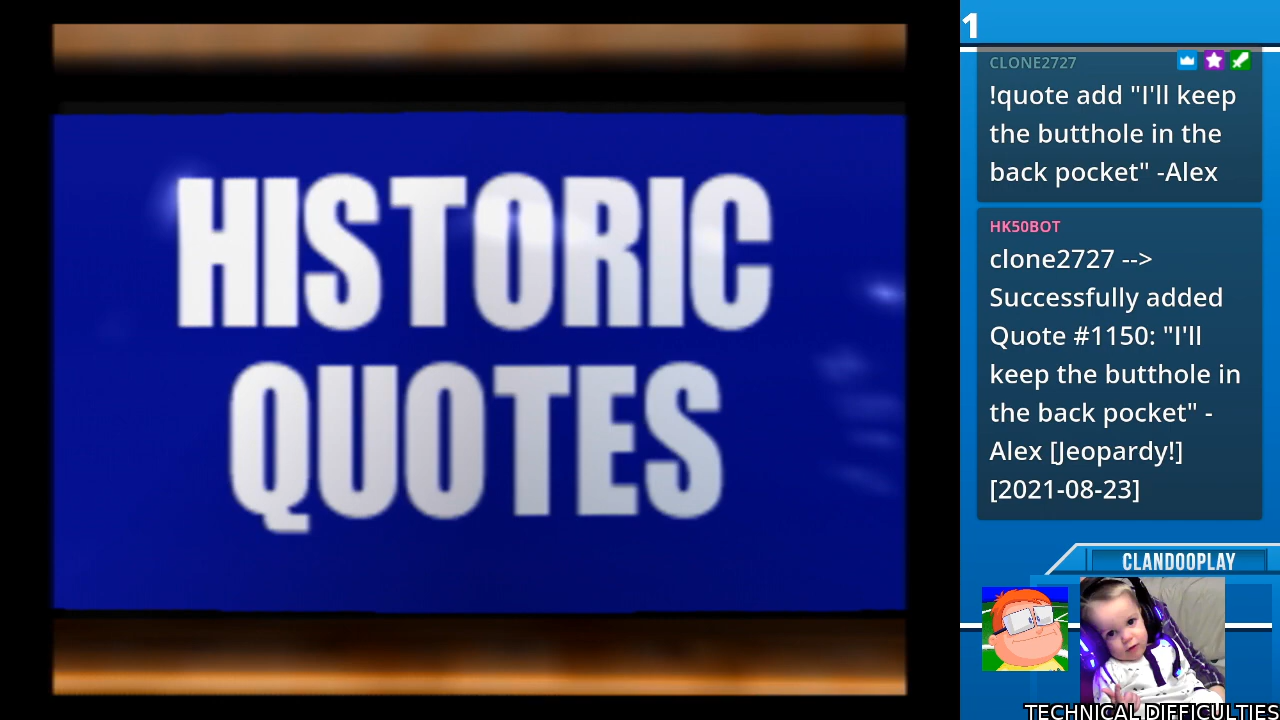 HISTORIC
QUOTES
1
CLONE2727
!quote add "I'll keep
the butthole in the
back pocket" -Alex
HK50BOT
clone2727 -->
Successfully added
Quote #1150: "I'll
keep the butthole in
the back pocket" -
Alex [Jeopardy!]
[2021-08-23]
CLANDOOPLAY
TECHNICAL DIFFICULTIES